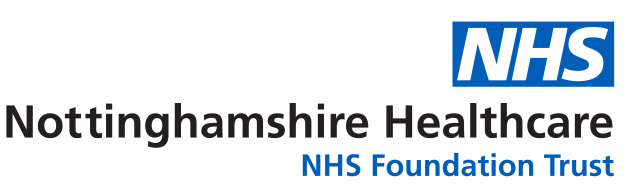 NHS
Nottinghamshire Healthcare
NHS Foundation Trust